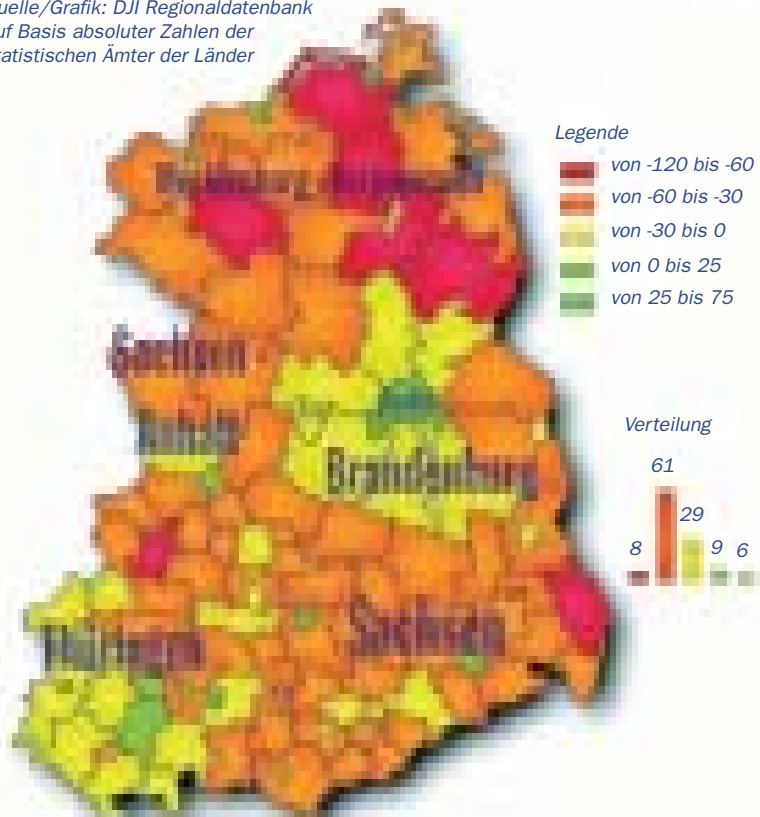 uelle/Grafik: DJI Regionaldatenbank
uf Basis absoluter Zahlen der
tatistischen Ämter der Länder
Legende
von -120 bis -60
von -60 bis -30
von -30 bis 0
von 0 bis 25
von 25 bis 75
Sachsen
Anhalt
Verteilung
61
29
8
9
6
Brandenburg
Sachsen
Thüringen